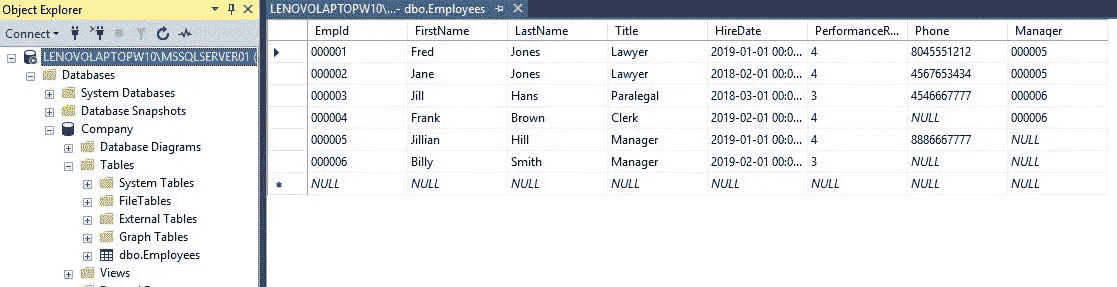 Object Explorer
Connect
LENOVOLAPTOPW10\MSSQLSERVER01 (
Databases
System Databases
Database Snapshots
Company
Database Diagrams
Tables
System Tables
FileTables
External Tables
Graph Tables
dbo.Employees
Views
LENOVOLAPTOPW10\...- dbo.Employees
EmpId FirstName LastName Title HireDate PerformanceR... Phone Manager
000001 Fred Jones Lawyer 2019-01-01 00:0... 4 8045551212 000005
000002 Jane Jones Lawyer 2018-02-01 00:0... 4 4567653434 000005
000003 Jill Hans Paralegal 2018-03-01 00:0... 3 4546667777 000006
000004 Frank Brown Clerk 2019-02-01 00:0... 4 NULL 000006
000005 Jillian Hill Manager 2019-01-01 00:0... 4 8886667777 NULL
000006 Billy Smith Manager 2019-02-01 00:0... 3 NULL NULL
NULL NULL NULL NULL NULL NULL NULL NULL